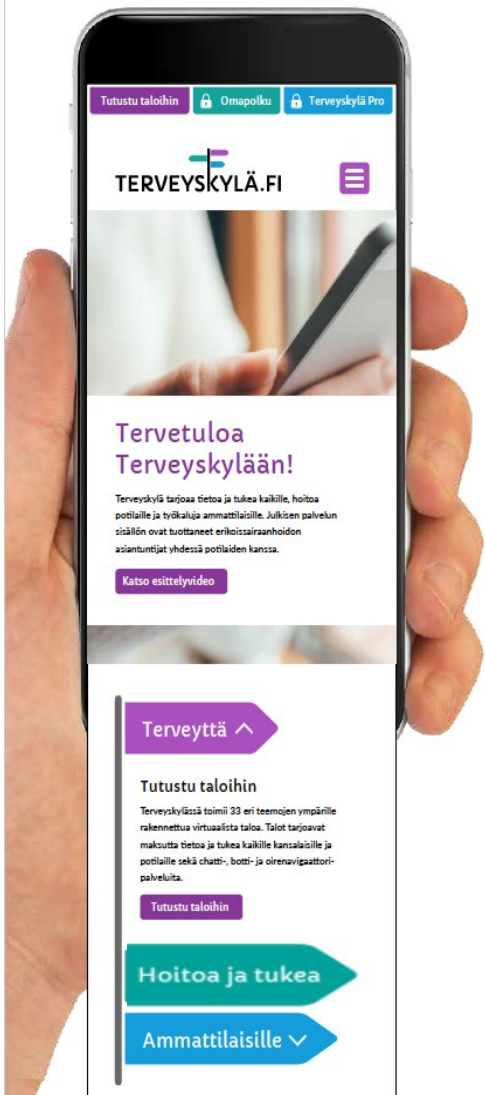 Tutustu taloihin
Omapolku
Terveyskylä Pro
TERVEYSKYLÄ.FI
Tervetuloa
Terveyskylään!
Terveyskylä tarjoaa tietoa ja tukea kaikille, hoitoa
potilaille ja työkaluja ammattilaisille. Julkisen palvelun
sisällön ovat tuottaneet erikoissairaanhoidon
asiantuntijat yhdessä potilaiden kanssa.
Katso esittelyvideo
Terveyttä
Tutustu taloihin
Terveyskylässä toimii 33 eri teemojen ympärille
rakennettua virtuaalista taloa. Talot tarjoavat
maksutta tietoa ja tukea kaikille kansalaisille ja
potilaille sekä chatti-, botti- ja oirenavigaattori-
palveluita.
Tutustu taloihin
Hoitoa ja tukea
Ammattilaisille